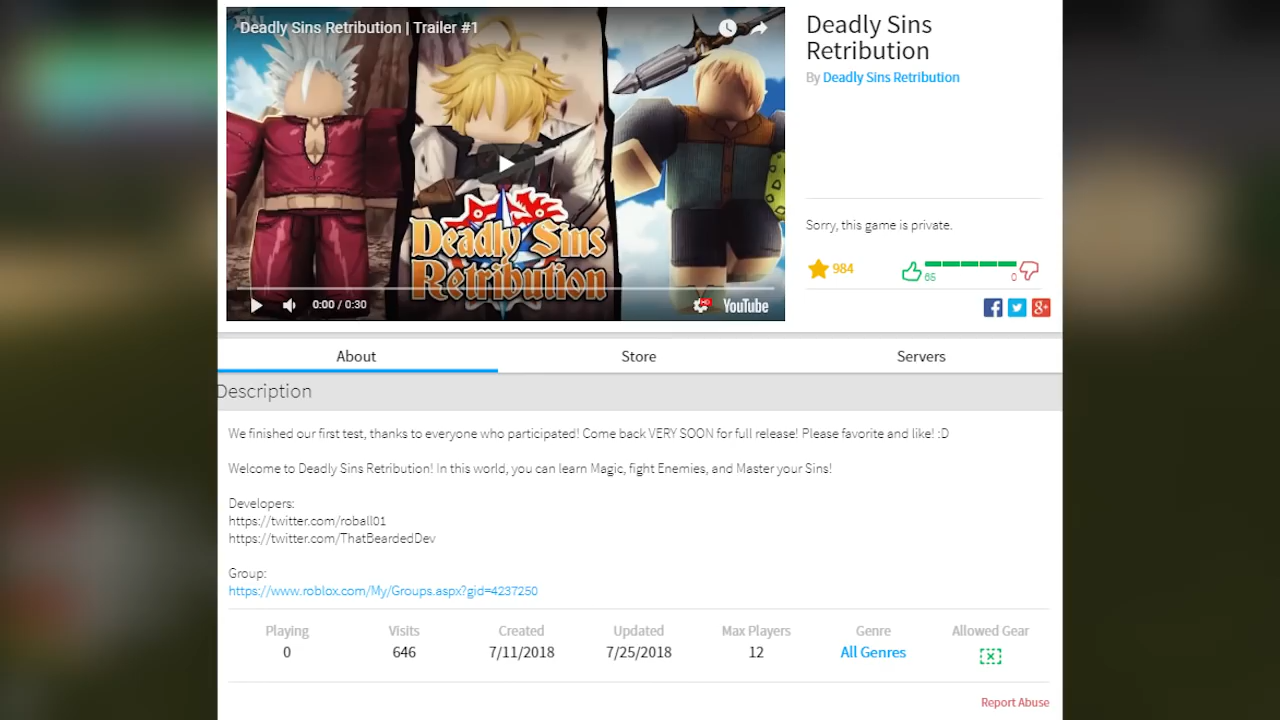 Deadly Sins Retribution | Trailer #1
Deadly Sins
Retribution
0:00 / 0:30
HD
YouTube
Deadly Sins
Retribution
By Deadly Sins Retribution
Sorry, this game is private.
984
65
0
About
Store
Servers
Description
We finished our first test, thanks to everyone who participated! Come back VERY SOON for full release! Please favorite and like! :D
Welcome to Deadly Sins Retribution! In this world, you can learn Magic, fight Enemies, and Master your Sins!
Developers:
https://twitter.com/roball01
https://twitter.com/ThatBeardedDev
Group:
https://www.roblox.com/My/Groups.aspx?gid=4237250
Playing Visits Created Updated Max Players Genre Allowed Gear
0 646 7/11/2018 7/25/2018 12 All Genres
Report Abuse